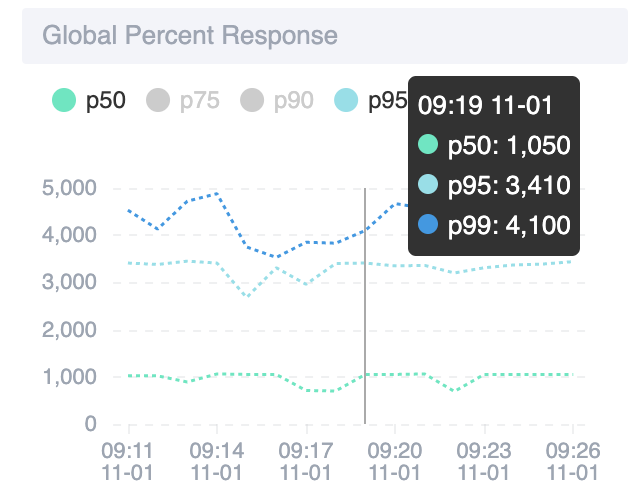 Global Percent Response
p50 p75 p90 p95
09:19 11-01
p50: 1,050
p95: 3,410
p99: 4,100
5,000
4,000
3,000
2,000
1,000
0
09:11 09:14 09:17 09:20 09:23 09:26
11-01 11-01 11-01 11-01 11-01 11-01